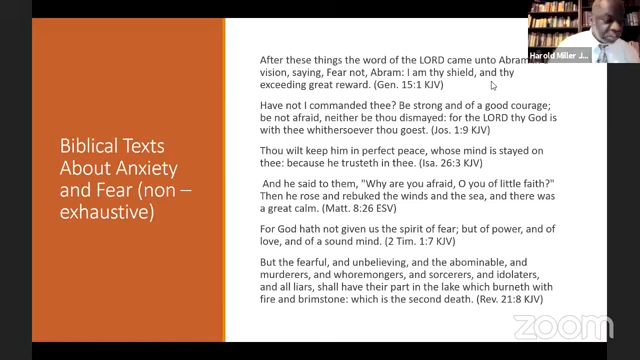 Biblical Texts
About Anxiety
and Fear (non –
exhaustive)
After these things the word of the LORD came unto Abram
vision, saying, Fear not, Abram: I am thy shield, and thy
exceeding great reward. (Gen. 15:1 KJV)
Have not I commanded thee? Be strong and of a good courage;
be not afraid, neither be thou dismayed: for the LORD thy God is
with thee whithersoever thou goest. (Jos. 1:9 KJV)
Thou wilt keep him in perfect peace, whose mind is stayed on
thee: because he trusteth in thee. (Isa. 26:3 KJV)
And he said to them, "Why are you afraid, O you of little faith?"
Then he rose and rebuked the winds and the sea, and there was
a great calm. (Matt. 8:26 ESV)
For God hath not given us the spirit of fear; but of power, and of
love, and of a sound mind. (2 Tim. 1:7 KJV)
But the fearful, and unbelieving, and the abominable, and
murderers, and whoremongers, and sorcerers, and idolaters,
and all liars, shall have their part in the lake which burneth with
fire and brimstone: which is the second death. (Rev. 21:8 KJV)
Harold Miller J...
zoom